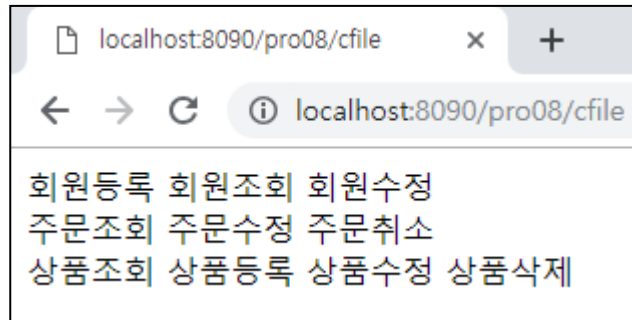 localhost:8090/pro08/cfile
localhost:8090/pro08/cfile
회원등록 회원조회 회원수정
주문조회 주문수정 주문취소
상품조회 상품등록 상품수정 상품삭제